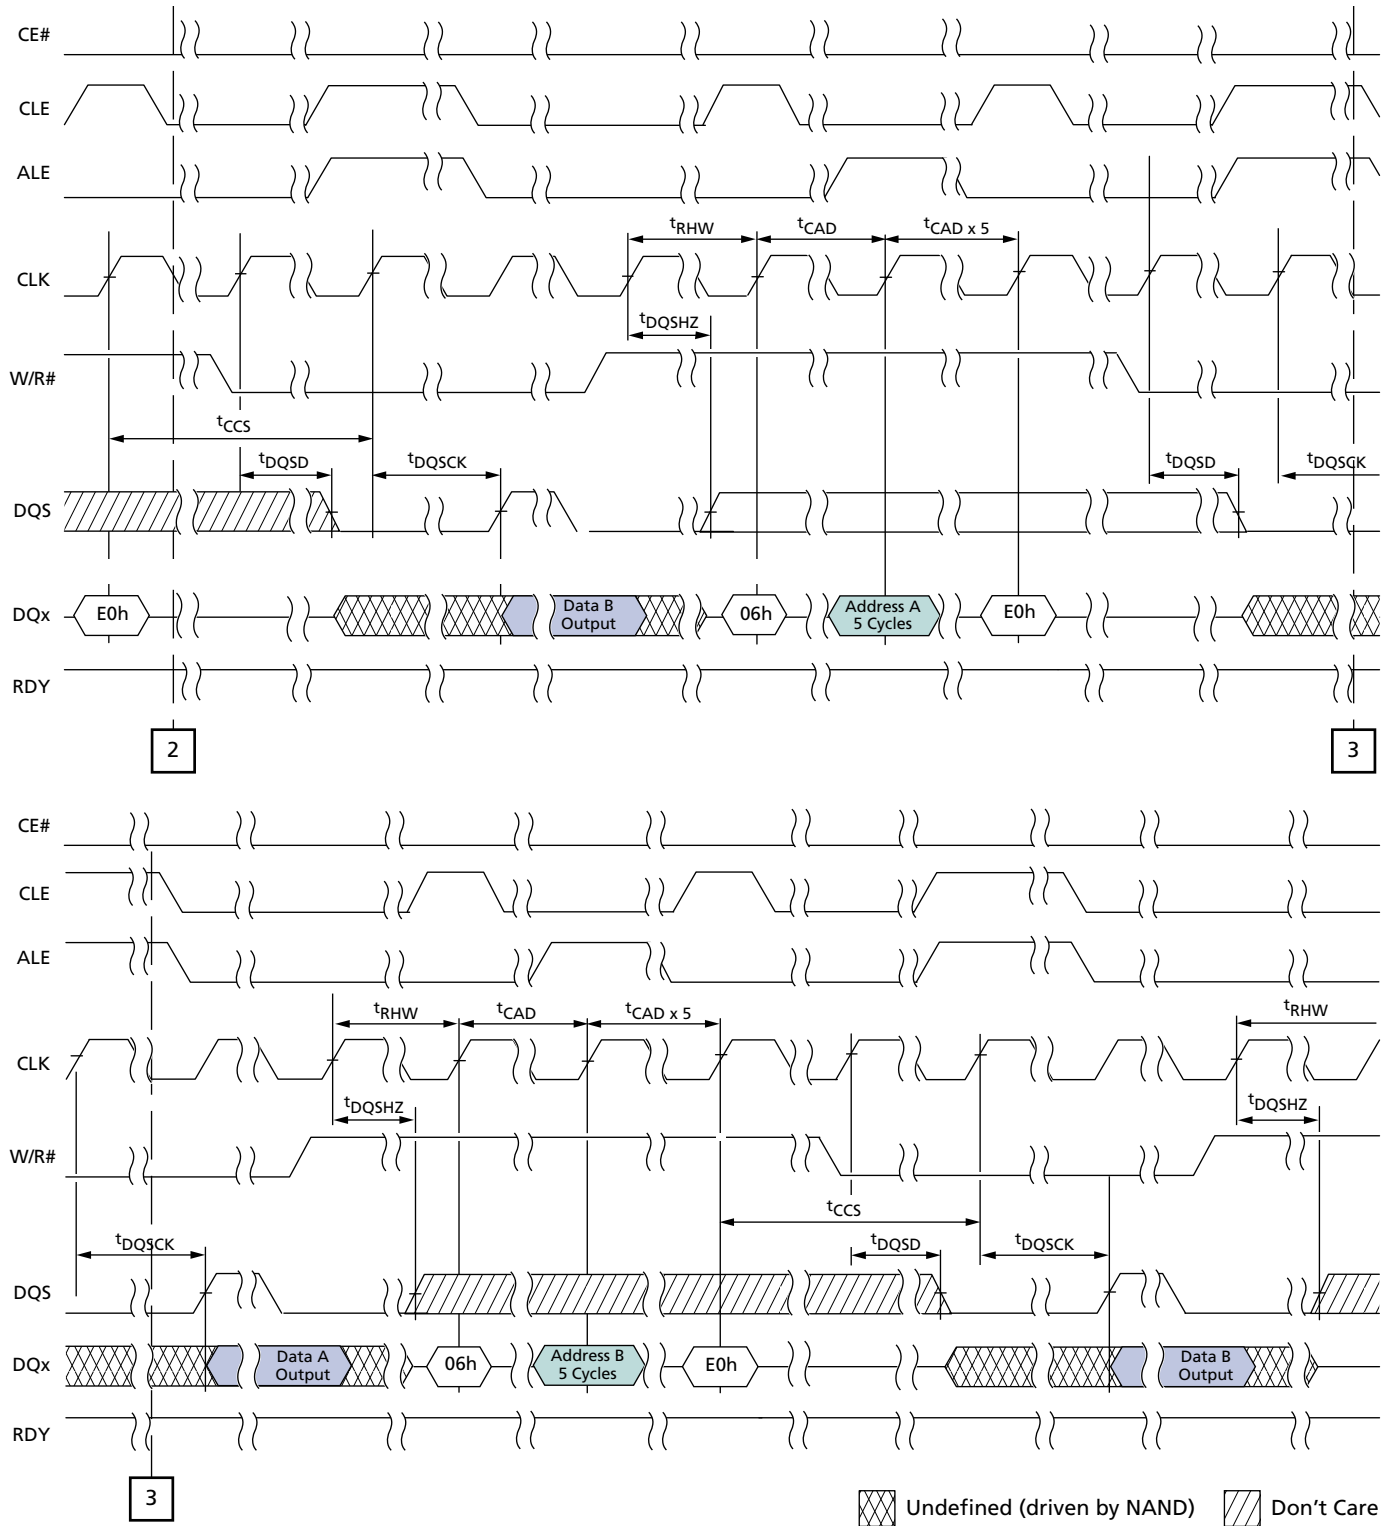 CE#
CLE
ALE
tRHW tCAD tCAD x 5
CLK
tDQSHZ
W/R#
tCCS
tDQSD tDQSCK tDQSD tDQSCK
DQS
DQx E0h Data B Output 06h Address A 5 Cycles E0h
RDY
2 3
CE#
CLE
ALE
tRHW tCAD tCAD x 5 tRHW
CLK
tDQSHZ tDQSHZ
W/R#
tCCS
tDQSCK tDQSD tDQSCK
DQS
DQx Data A Output 06h Address B 5 Cycles E0h Data B Output
RDY
3
Undefined (driven by NAND) Don't Care